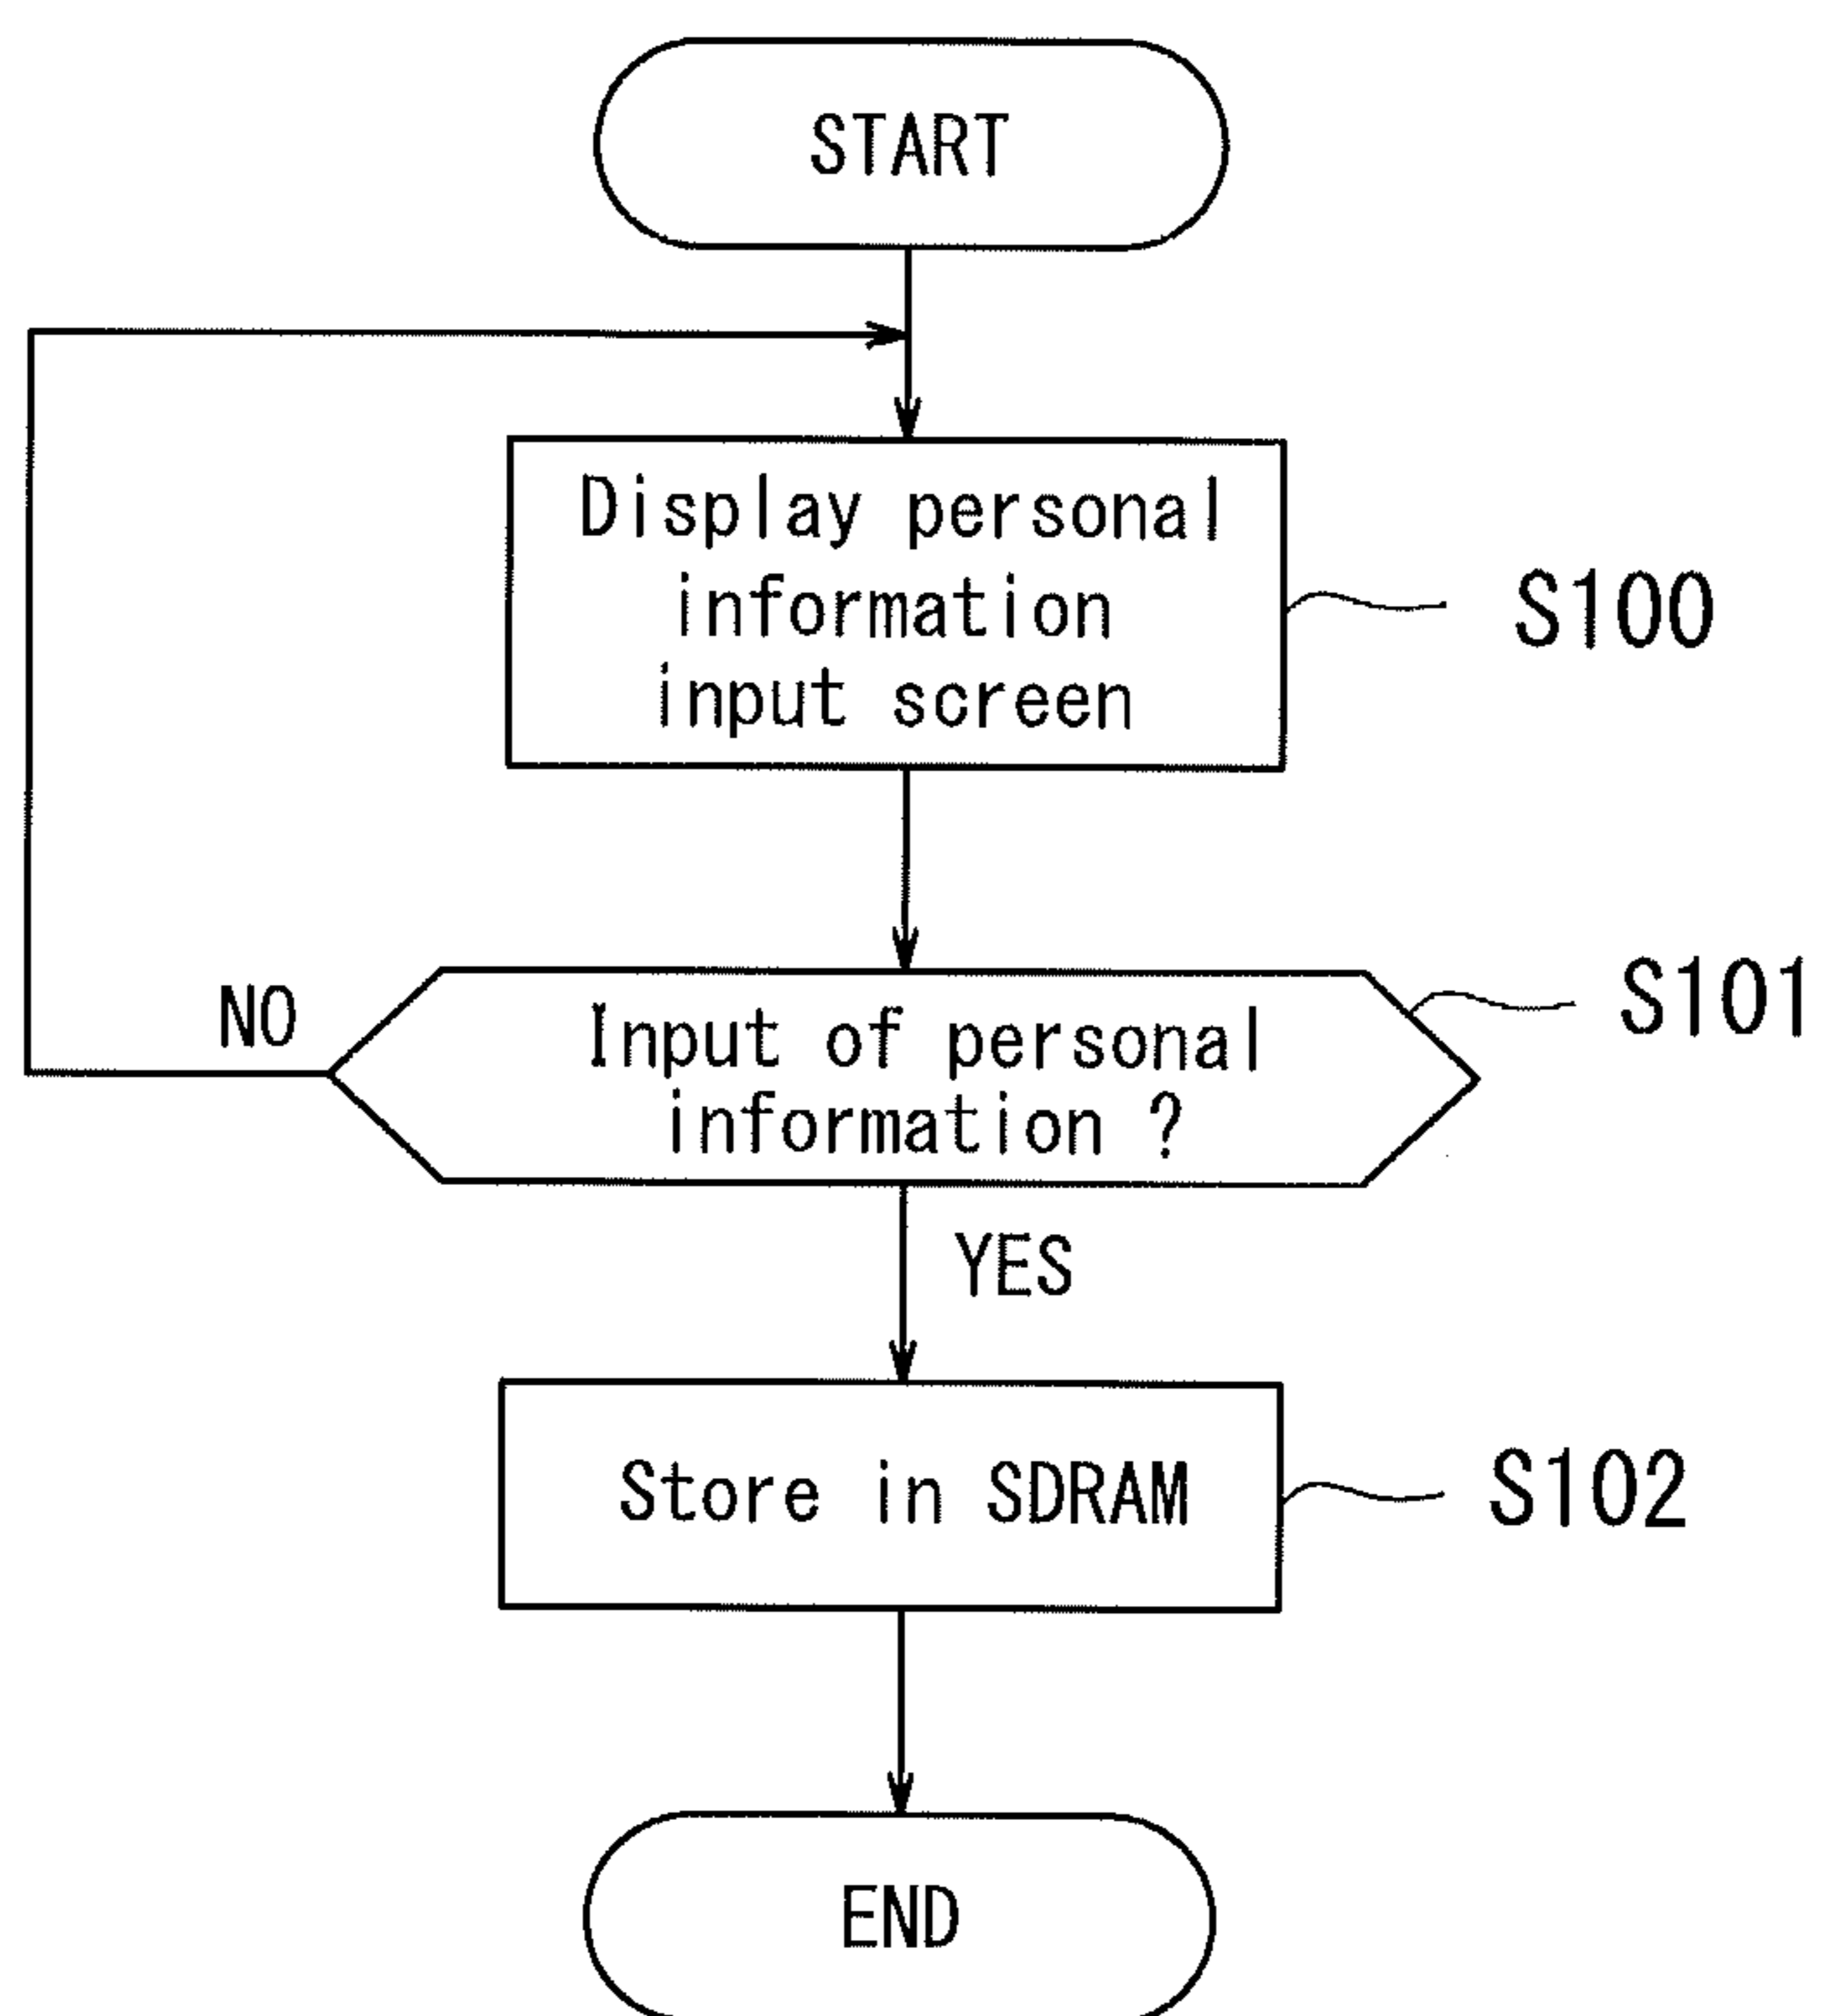 START
Display personal
information
input screen
S100
NO
Input of personal
information ?
S101
YES
Store in SDRAM
S102
END